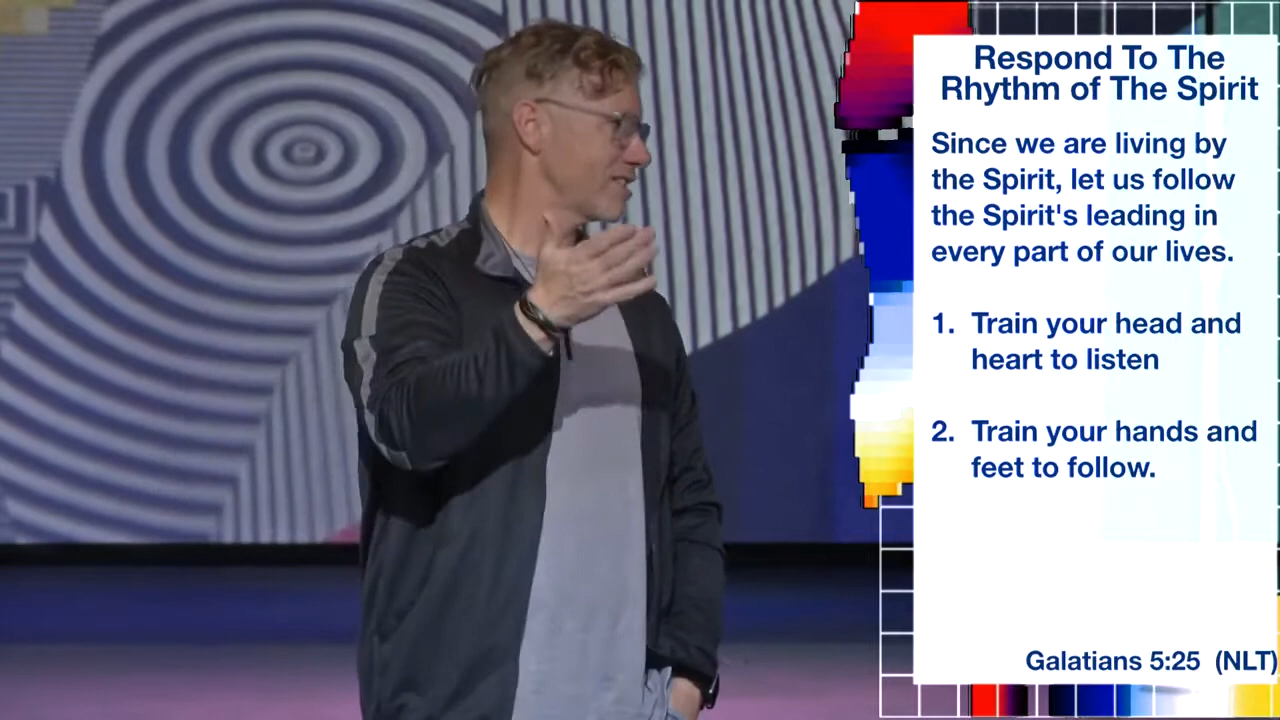 Respond To The
Rhythm of The Spirit
Since we are living by
the Spirit, let us follow
the Spirit's leading in
every part of our lives.
1. Train your head and
heart to listen
2. Train your hands and
feet to follow.
Galatians 5:25 (NLT)